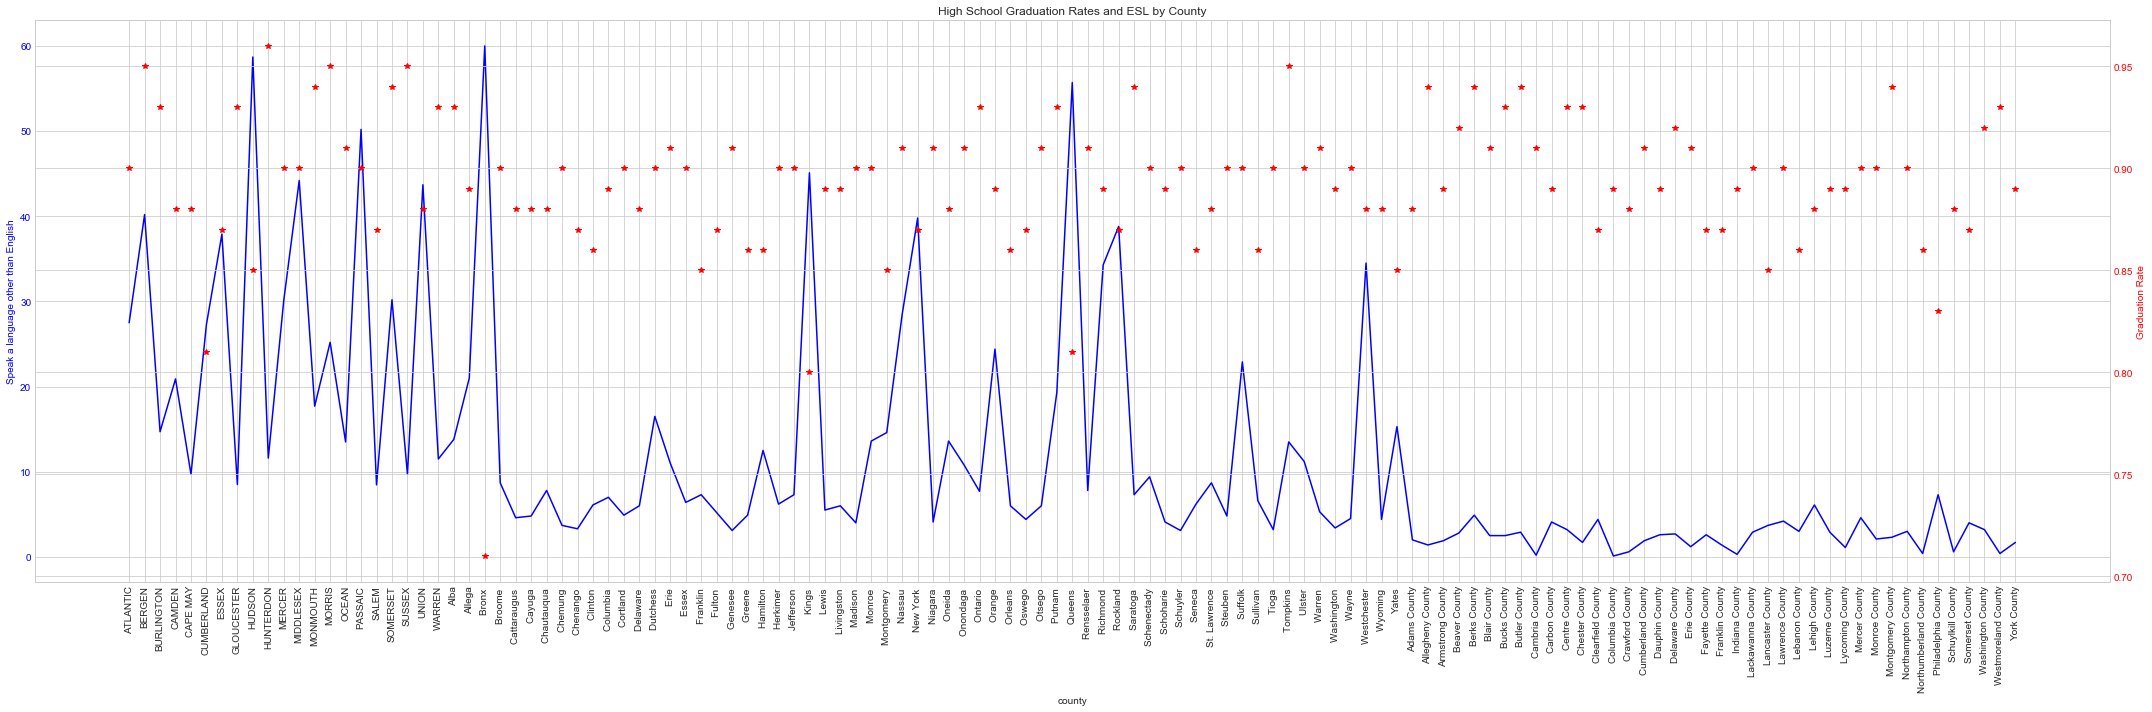 High School Graduation Rates and ESL by County
Speak a language other than English
60
50
40
30
20
10
0
Graduation Rate
0.95
0.90
0.85
0.80
0.75
0.70
ATLANTIC
BERGEN
BURLINGTON
CAMDEN
CAPE MAY
CUMBERLAND
ESSEX
GLOUCESTER
HUDSON
HUNTERDON
MERCER
MIDDLESEX
MONMOUTH
MORRIS
OCEAN
PASSAIC
SALEM
SOMERSET
SUSSEX
UNION
WARREN
Alba
Allega
Bronx
Broome
Cattaraugus
Cayuga
Chautauqua
Chemung
Chenango
Clinton
Columbia
Cortland
Delaware
Dutchess
Erie
Essex
Franklin
Fulton
Genesee
Greene
Hamilton
Herkimer
Jefferson
Kings
Lewis
Livingston
Madison
Monroe
Montgomery
Nassau
New York
Niagara
Oneida
Onondaga
Ontario
Orange
Orleans
Oswego
Otsego
Putnam
Queens
Rensselaer
Richmond
Rockland
Saratoga
Schenectady
Schoharie
Schuyler
Seneca
St. Lawrence
Steuben
Suffolk
Sullivan
Tioga
Tompkins
Ulster
Warren
Washington
Wayne
Westchester
Wyoming
Yates
Adams County
Allegheny County
Armstrong County
Beaver County
Berks County
Blair County
Bucks County
Butler County
Cambria County
Carbon County
Centre County
Chester County
Clearfield County
Columbia County
Crawford County
Cumberland County
Dauphin County
Delaware County
Erie County
Fayette County
Franklin County
Indiana County
Lackawanna County
Lancaster County
Lawrence County
Lebanon County
Lehigh County
Luzerne County
Lycoming County
Mercer County
Monroe County
Montgomery County
Northampton County
Northumberland County
Philadelphia County
Schuylkill County
Somerset County
Washington County
Westmoreland County
York County
county